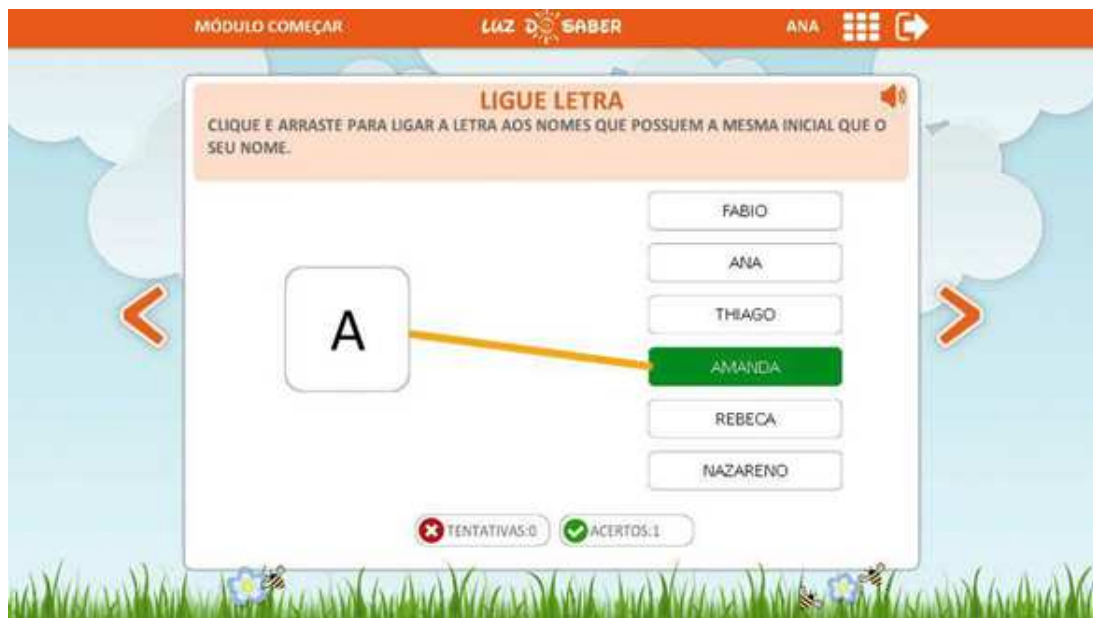 MÓDULO COMEÇAR LUZ DO SABER ANA
LIGUE LETRA
CLIQUE E ARRASTE PARA LIGAR A LETRA AOS NOMES QUE POSSUEM A MESMA INICIAL QUE O
SEU NOME.
FABIO
ANA
THIAGO
A
AMANDA
REBECA
NAZARENO
TENTATIVAS:0 ACERTOS:1